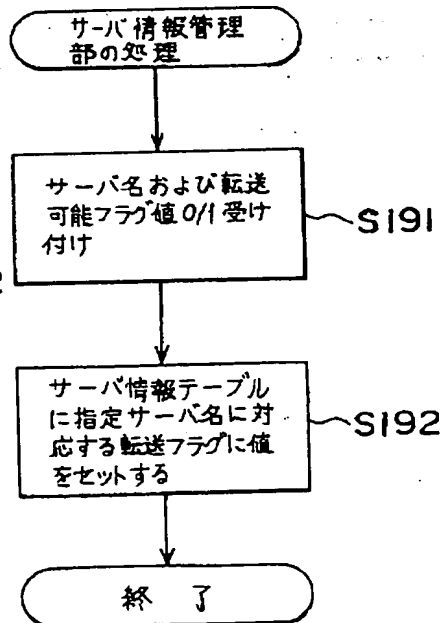 サーバ情報管理
部の処理
サーバ名および転送
可能フラグ値0/1受け
付け
S191
サーバ情報テーブル
に指定サーバ名に対
応する転送フラグに値
をセットする
S192
終了